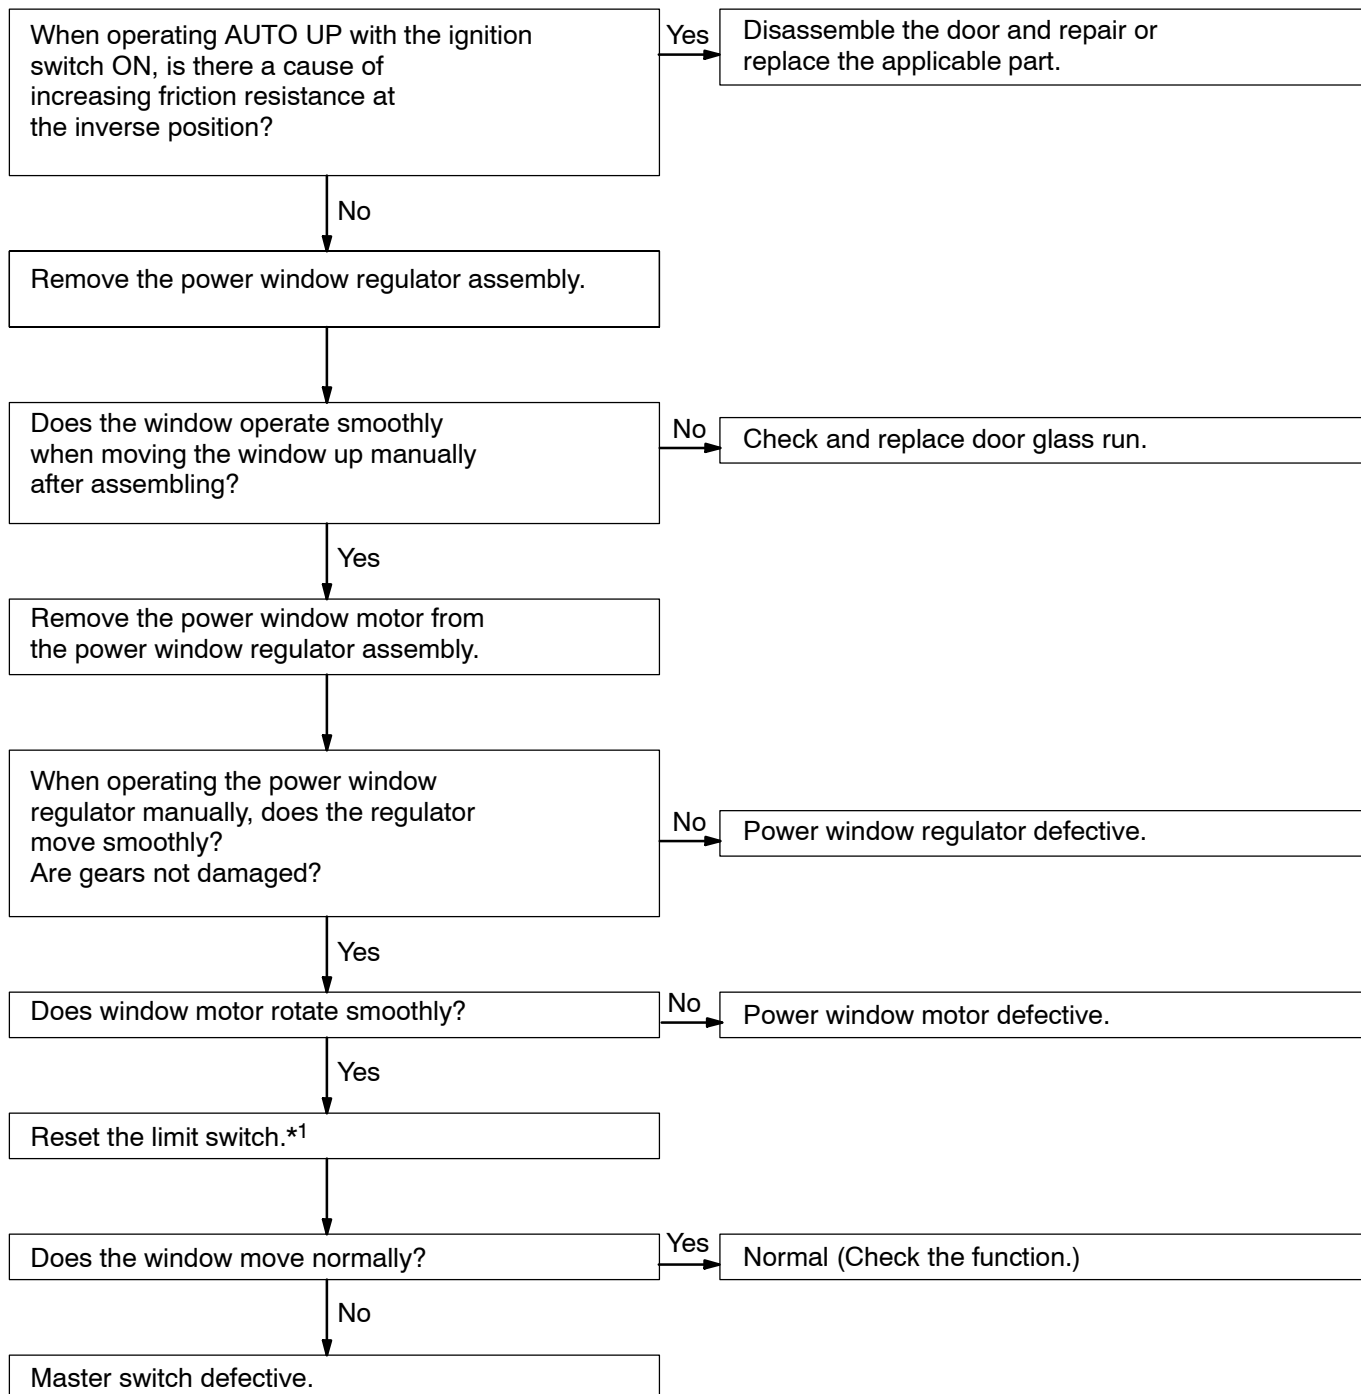 When operating AUTO UP with the ignition
switch ON, is there a cause of
increasing friction resistance at
the inverse position?
Yes
Disassemble the door and repair or
replace the applicable part.
No
Remove the power window regulator assembly.
Does the window operate smoothly
when moving the window up manually
after assembling?
No
Check and replace door glass run.
Yes
Remove the power window motor from
the power window regulator assembly.
When operating the power window
regulator manually, does the regulator
move smoothly?
Are gears not damaged?
No
Power window regulator defective.
Yes
Does window motor rotate smoothly?
No
Power window motor defective.
Yes
Reset the limit switch.*1
Does the window move normally?
Yes
Normal (Check the function.)
No
Master switch defective.